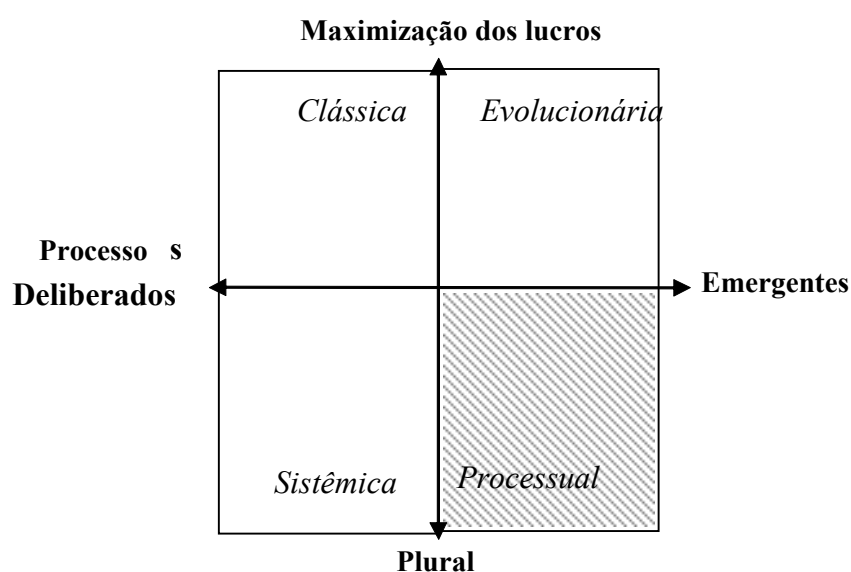 Maximização dos lucros
Clássica
Evolucionária
Processo s
Deliberados
Emergentes
Sistêmica
Processual
Plural